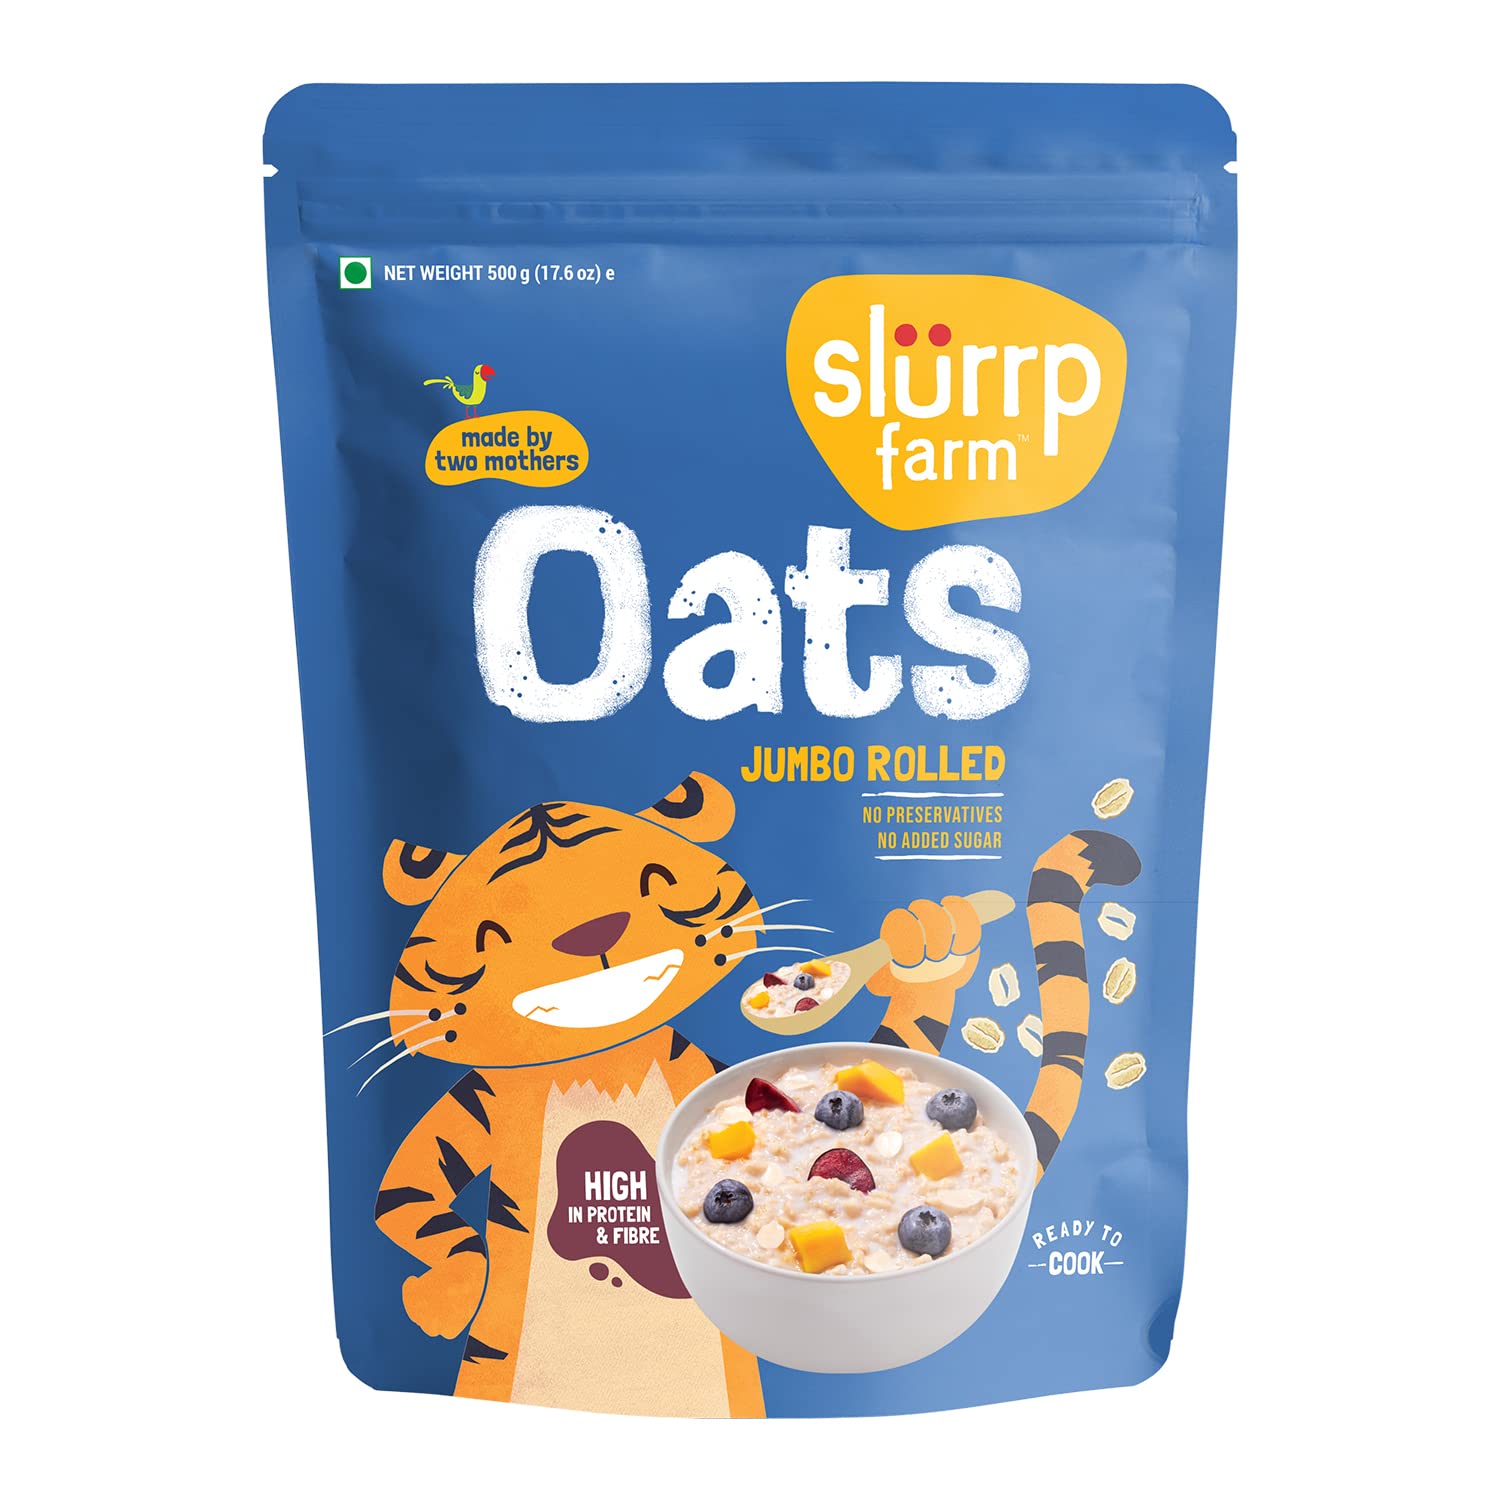 NET WEIGHT 500 g (17.6 oz) e
slürrp
farm™
made by
two mothers
Oats
JUMBO ROLLED
NO PRESERVATIVES
NO ADDED SUGAR
HIGH
IN PROTEIN
& FIBRE
READY TO
COOK